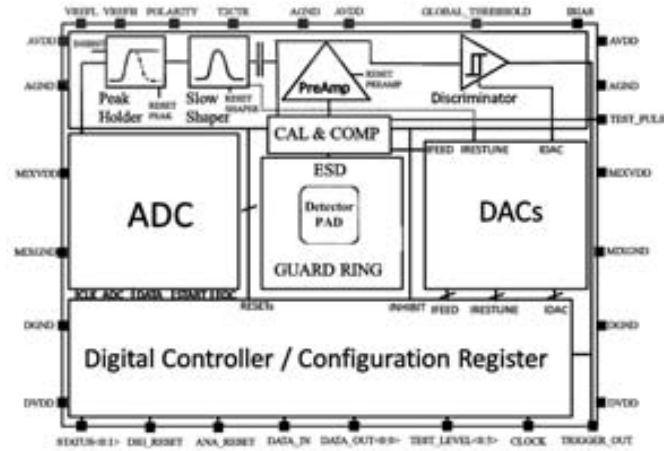 VREFL VREFH POLARITY T2CTR AGND AVDD GLOBAL_THRESHOLD IBIAS
AVDD AVDD
INHIBIT
AGND AGND
Peak Holder
RESET PEAK
Slow Shaper
RESET SHAPER
PreAmp
RESET PREAMP
Discriminator
CAL & COMP
IFEED IRESTUNE IDAC
MIXVDD MIXVDD
ADC
ESD
Detector PAD
GUARD RING
DACs
MIXGND MIXGND
RESETs
INHIBIT
IFEED IRESTUNE IDAC
DGND DGND
Digital Controller / Configuration Register
DVDD DVDD
STATUS<0:1> ANA_RESET DATA_IN DATA_OUT<0:9> TEST_LEVEL<0:5> CLOCK TRIGGER_OUT